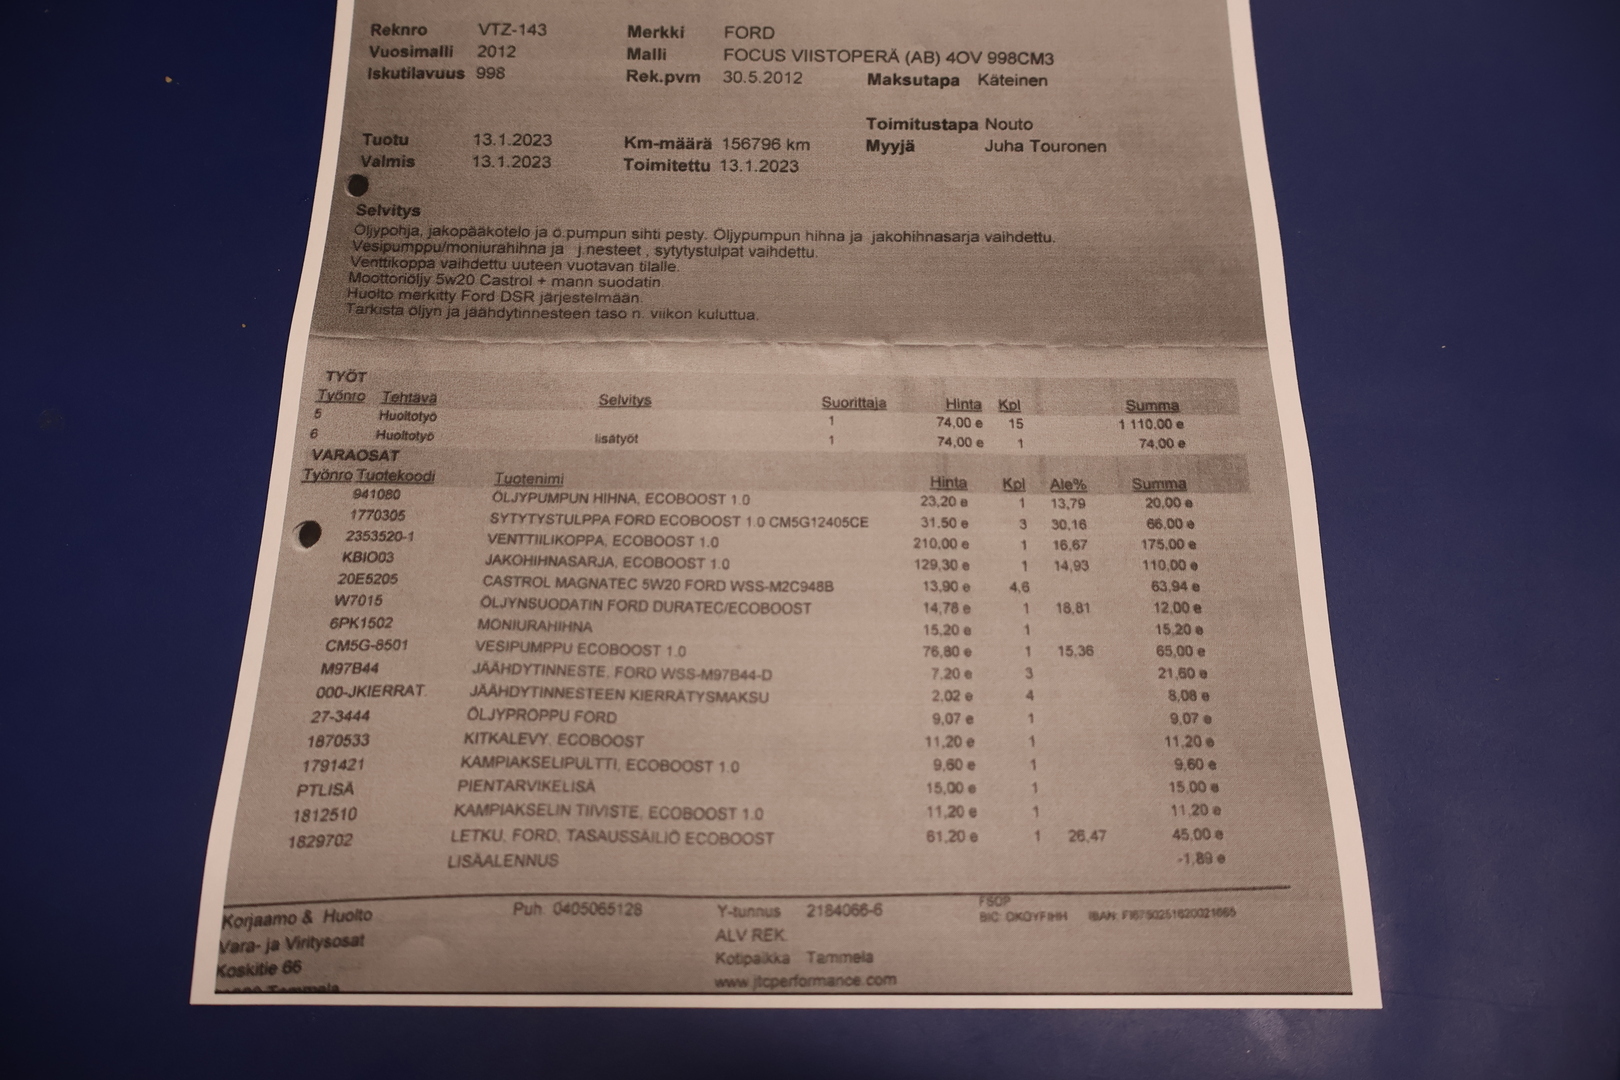 Reknro VTZ-143 Merkki FORD
Vuosimalli 2012 Malli FOCUS VIISTOPERÄ (AB) 4OV 998CM3
Iskutilavuus 998 Rek.pvm 30.5.2012 Maksutapa Käteinen
Toimitustapa Nouto
Tuotu 13.1.2023 Km-määrä 156796 km Myyjä Juha Touronen
Valmis 13.1.2023 Toimitettu 13.1.2023
Selvitys
Öljypohja, jakopääkotelo ja ö.pumpun sihti pesty. Öljypumpun hihna ja jakohihnasarja vaihdettu.
Vesipumppu/moniurahihna ja j.nesteet , sytytystulpat vaihdettu.
Venttikoppa vaihdettu uuteen vuotavan tilalle.
Moottoriöljy 5w20 Castrol + mann suodatin.
Huolto merkitty Ford DSR järjestelmään.
Tarkista öljyn ja jäähdytinnesteen taso n. viikon kuluttua.
TYÖT
Työnro Tehtävä Selvitys Suorittaja Hinta Kpl Summa
5 Huoltotyö 1 74,00 e 15 1 110,00 e
6 Huoltotyö lisätyöt 1 74,00 e 1 74,00 e
VARAOSAT
Työnro Tuotekoodi Tuotenimi Hinta Kpl Ale% Summa
941080 ÖLJYPUMPUN HIHNA, ECOBOOST 1.0 23,20 e 1 13,79 20,00 e
1770305 SYTYTYSTULPPA FORD ECOBOOST 1.0 CM5G12405CE 31,50 e 3 30,16 66,00 e
2353520-1 VENTTIILIKOPPA, ECOBOOST 1.0 210,00 e 1 16,67 175,00 e
KBIO03 JAKOHIHNASARJA, ECOBOOST 1.0 129,30 e 1 14,93 110,00 e
20E5205 CASTROL MAGNATEC 5W20 FORD WSS-M2C948B 13,90 e 4,6 63,94 e
W7015 ÖLJYNSUODATIN FORD DURATEC/ECOBOOST 14,78 e 1 18,81 12,00 e
6PK1502 MONIURAHIHNA 15,20 e 1 15,20 e
CM5G-8501 VESIPUMPPU ECOBOOST 1.0 76,80 e 1 15,36 65,00 e
M97B44 JÄÄHDYTINNESTE, FORD WSS-M97B44-D 7,20 e 3 21,60 e
000-JKIERRAT. JÄÄHDYTINNESTEEN KIERRÄTYSMAKSU 2,02 e 4 8,08 e
27-3444 ÖLJYPROPPU FORD 9,07 e 1 9,07 e
1870533 KITKALEVY, ECOBOOST 11,20 e 1 11,20 e
1791421 KAMPIAKSELIPULTTI, ECOBOOST 1.0 9,60 e 1 9,60 e
PTLISÄ PIENTARVIKELISÄ 15,00 e 1 15,00 e
1812510 KAMPIAKSELIN TIIVISTE, ECOBOOST 1.0 11,20 e 1 11,20 e
1829702 LETKU, FORD, TASAUSSÄILIÖ ECOBOOST 61,20 e 1 26,47 45,00 e
LISÄALENNUS -1,89 e
Korjaamo & Huolto Puh. 0405065128 Y-tunnus 2184066-6 FSOP
Vara- ja Viritysosat ALV REK. BIC: OKOYFIHH IBAN:
Koskitie 66 Kotipaikka Tammela
Tammela www.jtcperformance.com